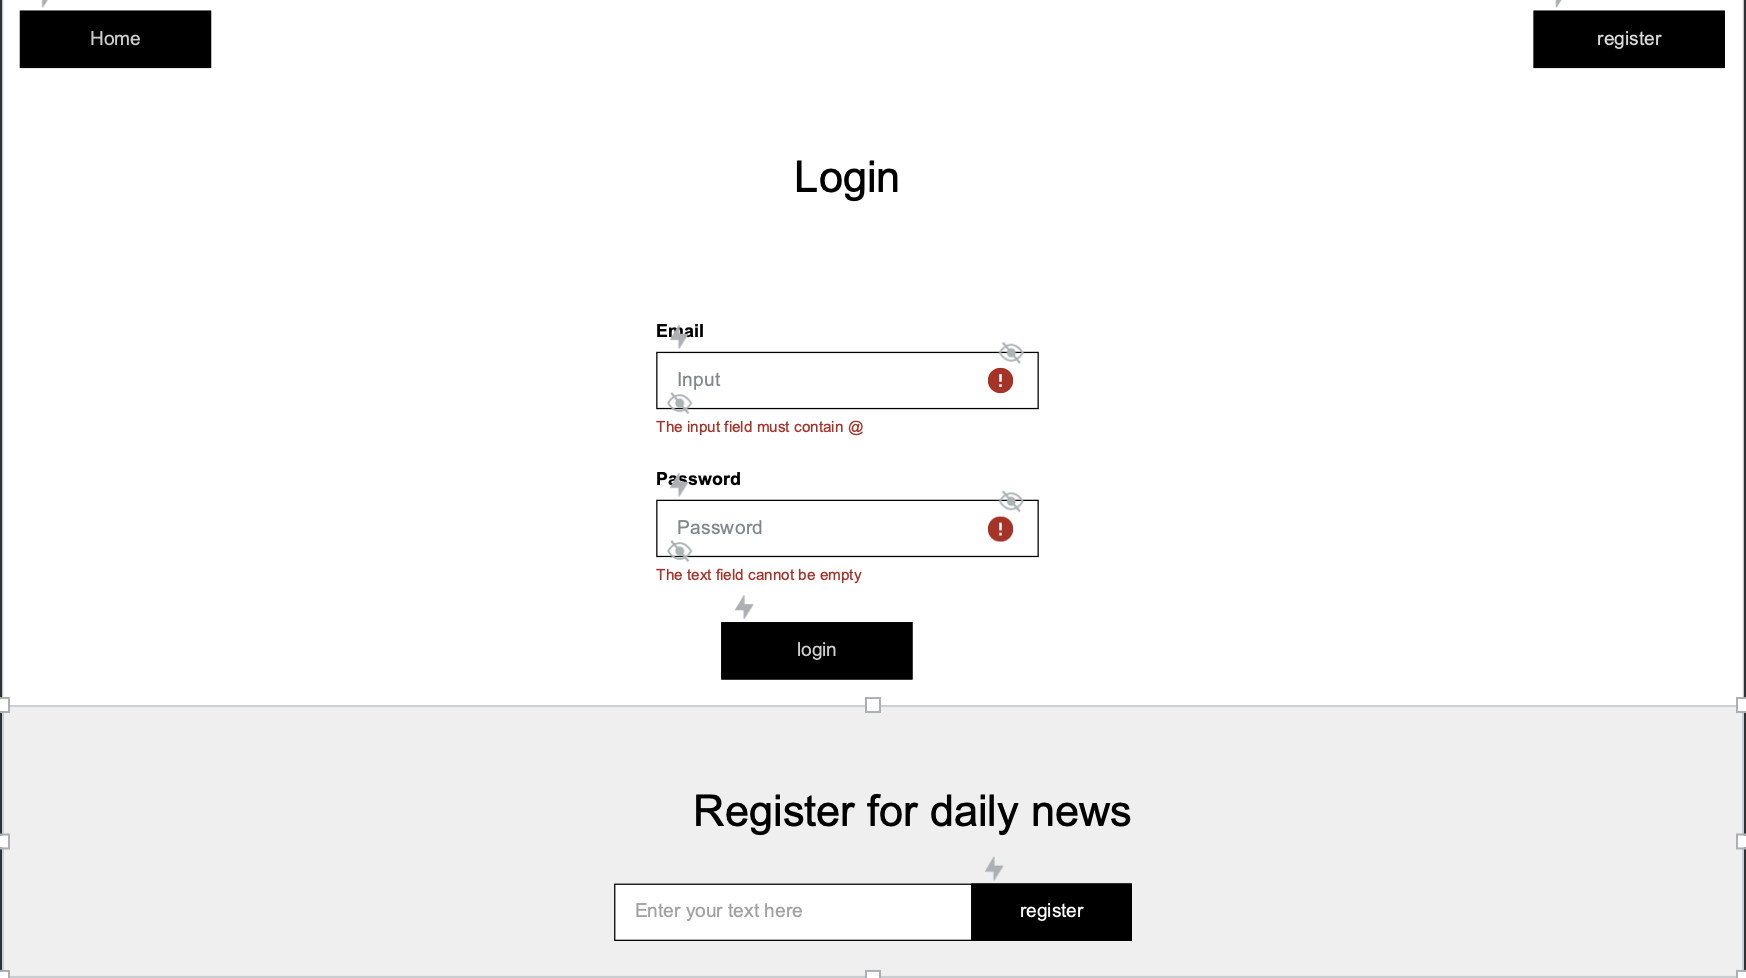 Home
register
Login
Email
Input
The input field must contain @
Password
Password
The text field cannot be empty
login
Register for daily news
Enter your text here
register